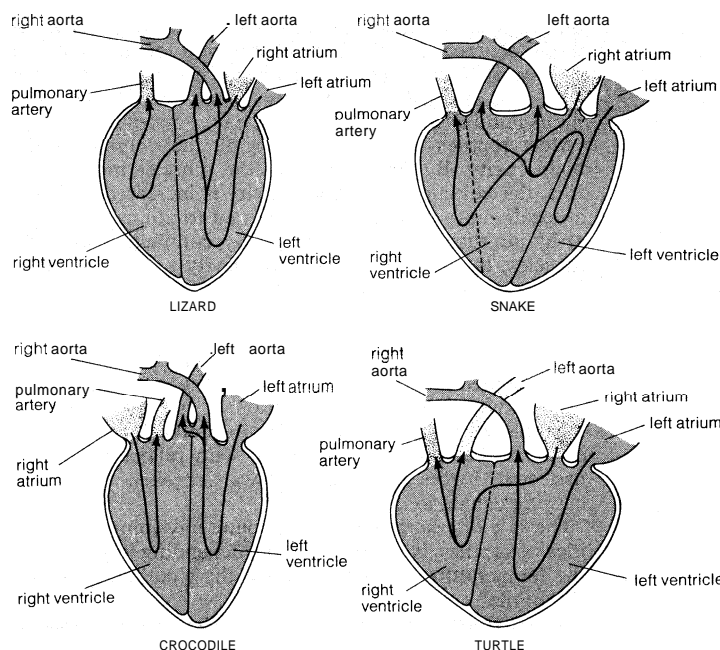 right aorta
left aorta
right atrium
left atrium
pulmonary
artery
right ventricle
left
ventricle
LIZARD
right aorta
left aorta
right atrium
left atrium
pulmonary
artery
right
ventricle
left ventricle
SNAKE
right aorta
left aorta
pulmonary
artery
left atrium
right
atrium
left
ventricle
right ventricle
CROCODILE
right
aorta
left aorta
right atrium
left atrium
pulmonary
artery
right
ventricle
left ventricle
TURTLE